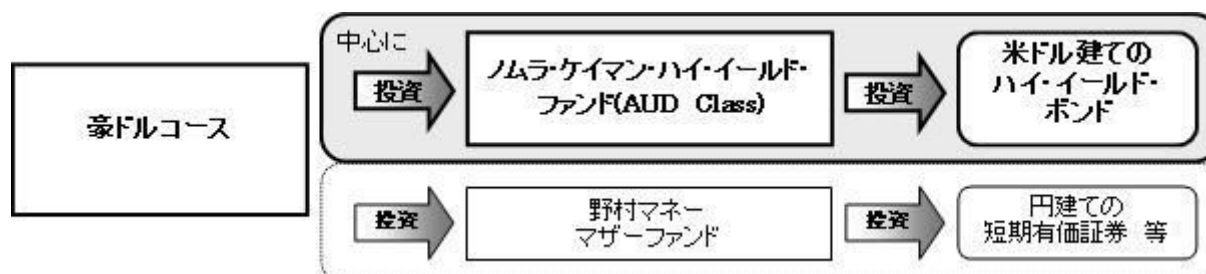 豪ドルコース
中心に
投資
ノムラ・ケイマン・ハイ・イールド・
ファンド(AUD Class)
投資
米ドル建ての
ハイ・イールド・
ボンド
投資
野村マネー
マザーファンド
投資
円建ての
短期有価証券 等